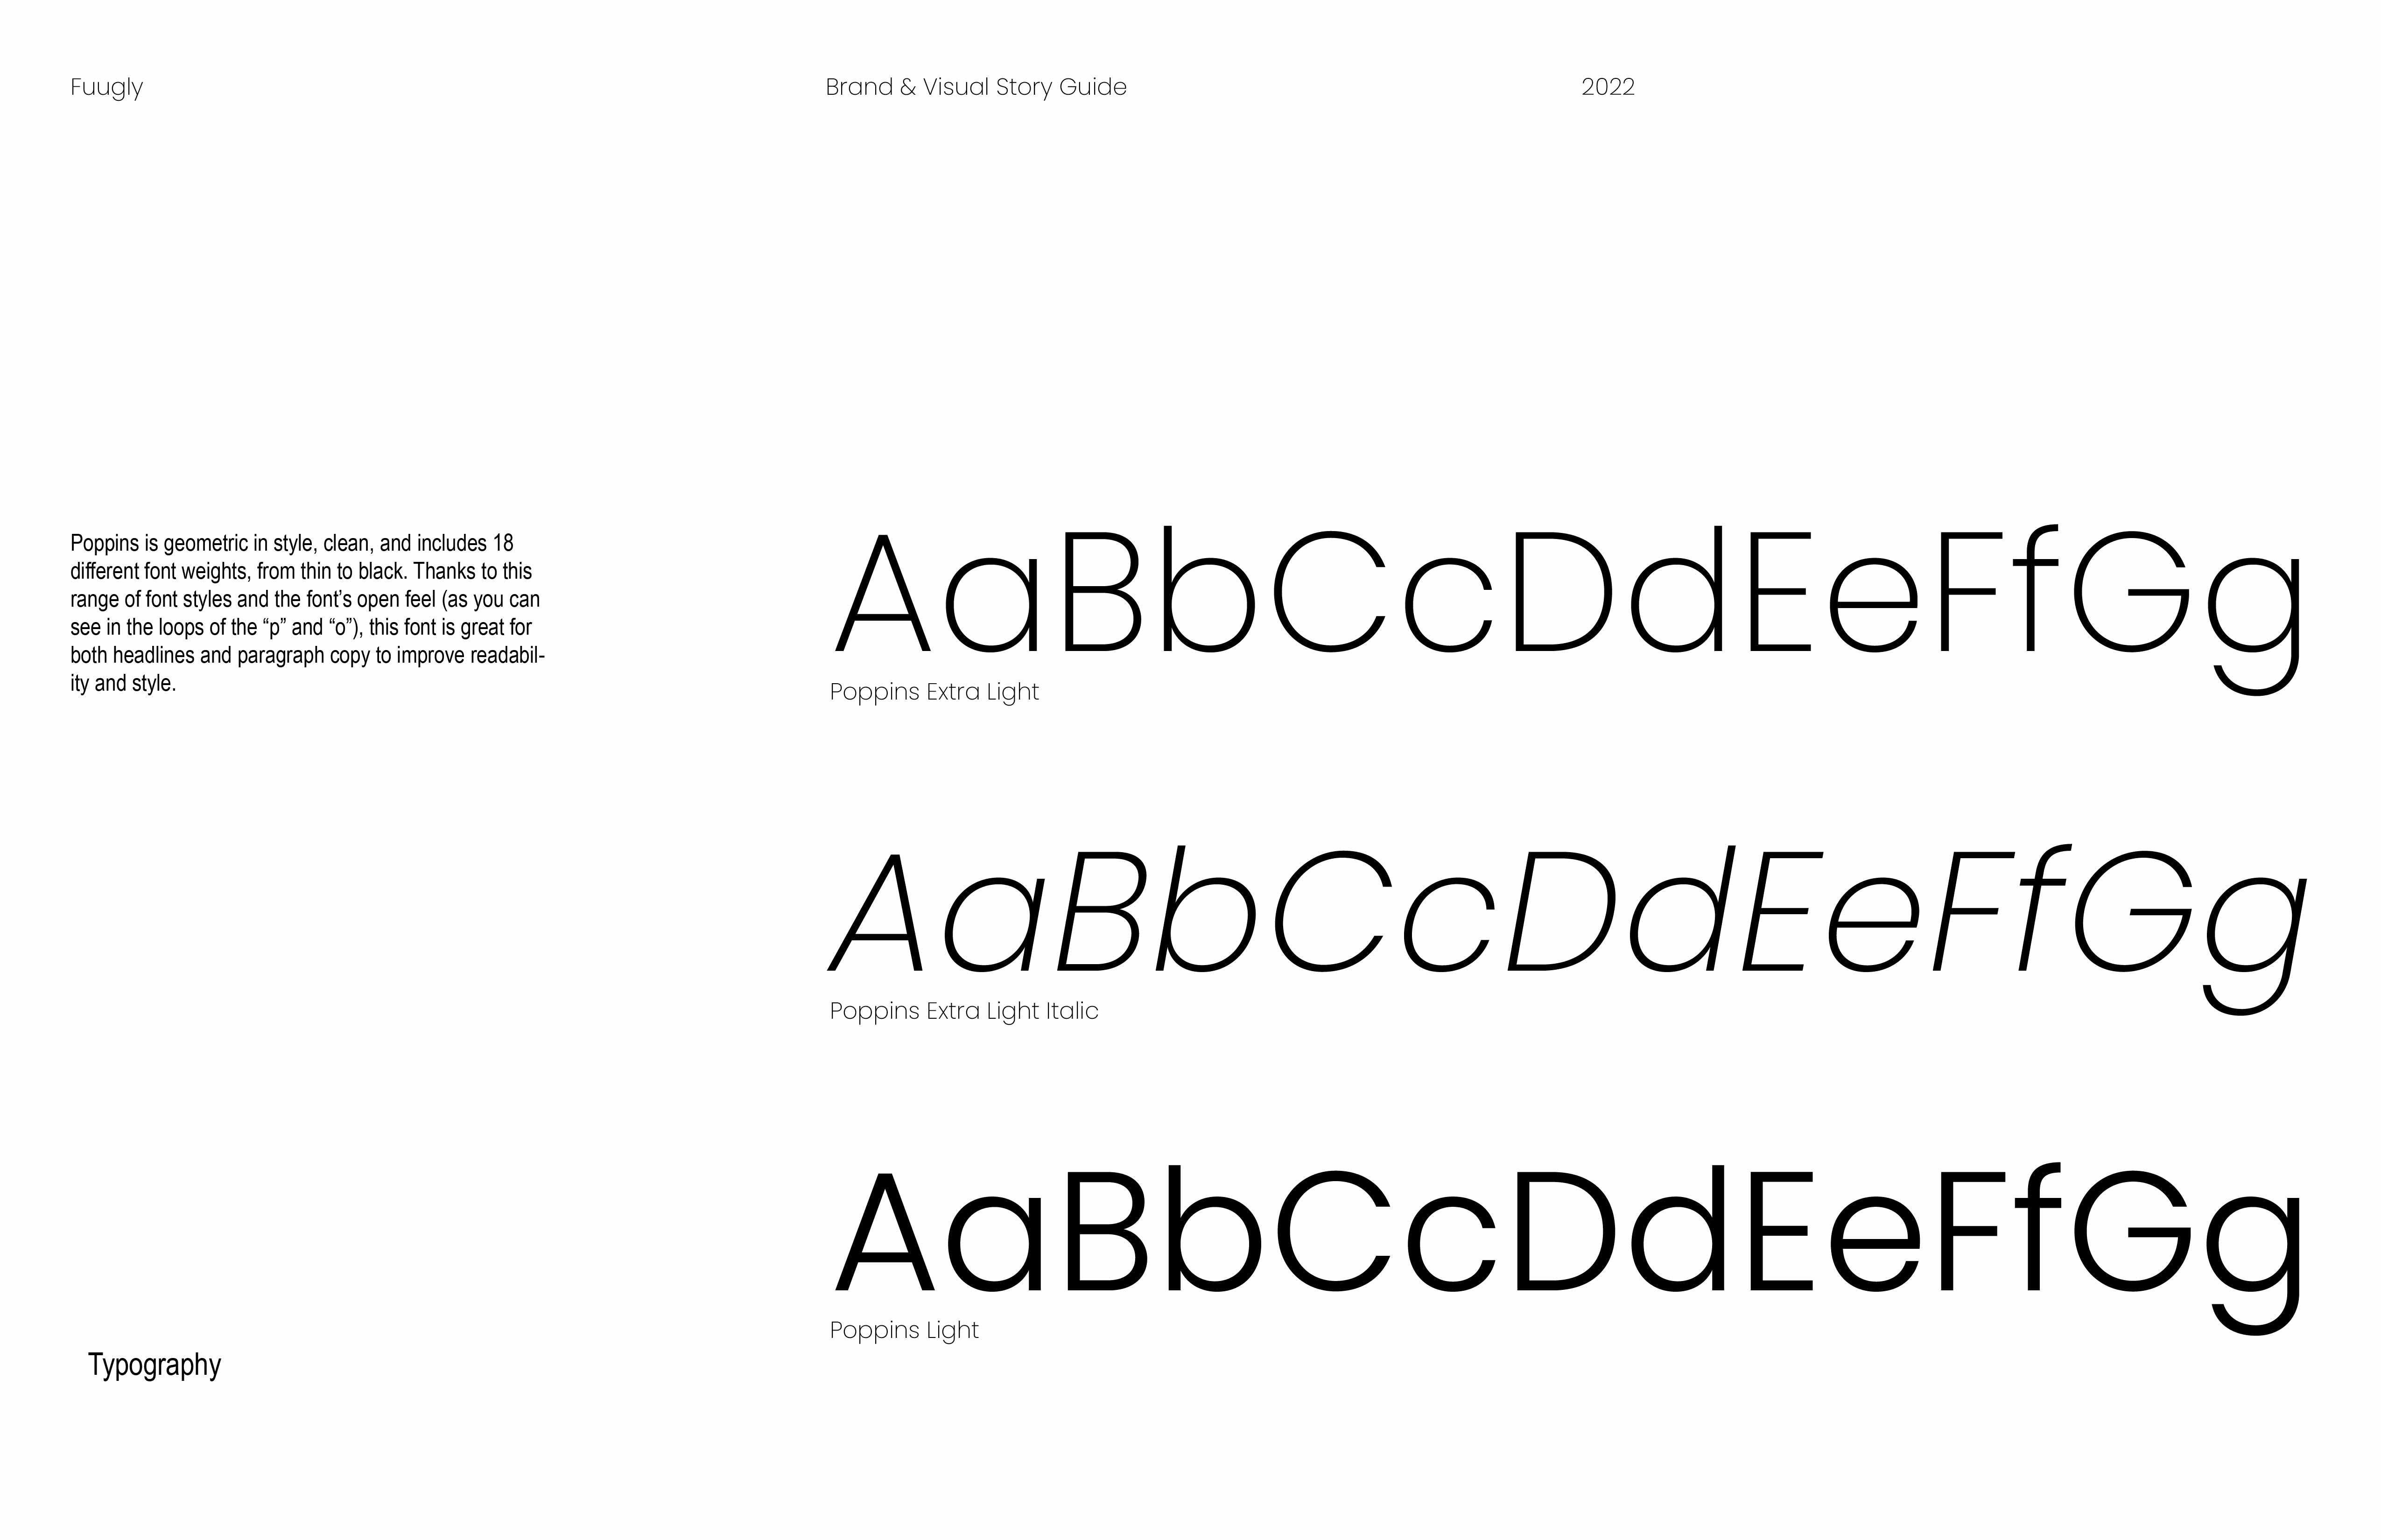 Fuugly
Brand & Visual Story Guide
2022
Poppins is geometric in style, clean, and includes 18
different font weights, from thin to black. Thanks to this
range of font styles and the font’s open feel (as you can
see in the loops of the “p” and “o”), this font is great for
both headlines and paragraph copy to improve readabil-
ity and style.
AaBbCcDdEeFfGg
Poppins Extra Light
AaBbCcDdEeFfGg
Poppins Extra Light Italic
AaBbCcDdEeFfGg
Poppins Light
Typography